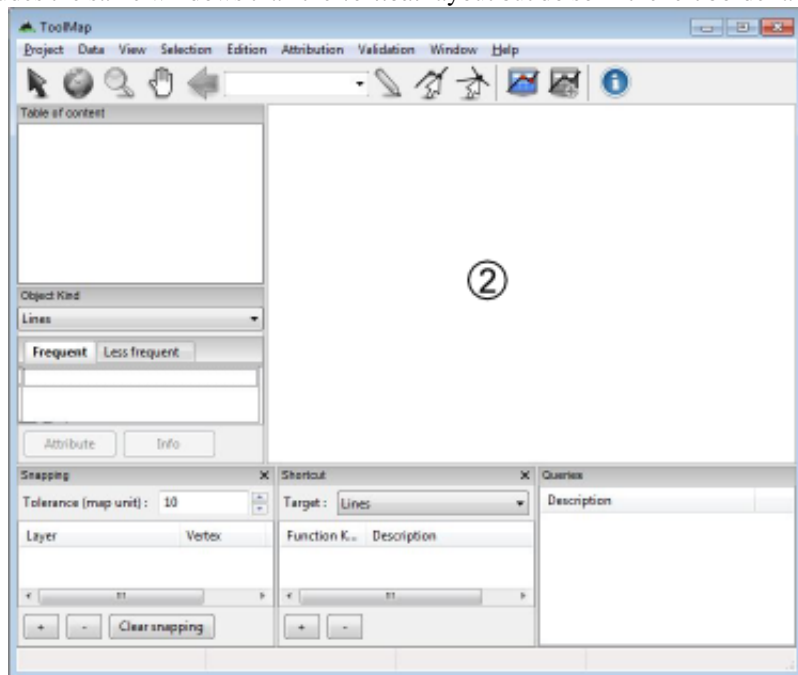 ToolMap
Project Data View Selection Edition Attribution Validation Window Help
Table of content
②
Object Kind
Lines
Frequent Less frequent
Attribute Info
Snapping Shortcut Queries
Tolerance (map unit) : 10 Target : Lines Description
Layer Vertex Function K... Description
+ - Clear snapping + -